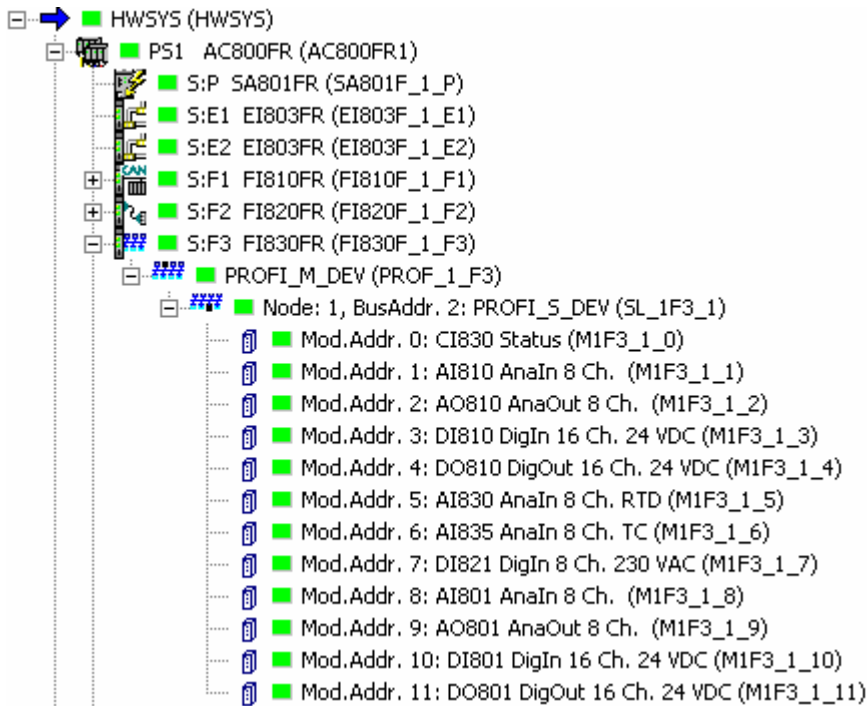 HWSYS (HWSYS)
PS1 AC800FR (AC800FR1)
S:P SA801FR (SA801F_1_P)
S:E1 EI803FR (EI803F_1_E1)
S:E2 EI803FR (EI803F_1_E2)
CAN
S:F1 FI810FR (FI810F_1_F1)
S:F2 FI820FR (FI820F_1_F2)
S:F3 FI830FR (FI830F_1_F3)
PROFI_M_DEV (PROF_1_F3)
Node: 1, BusAddr. 2: PROFI_S_DEV (SL_1F3_1)
Mod.Addr. 0: CI830 Status (M1F3_1_0)
Mod.Addr. 1: AI810 AnaIn 8 Ch. (M1F3_1_1)
Mod.Addr. 2: AO810 AnaOut 8 Ch. (M1F3_1_2)
Mod.Addr. 3: DI810 DigIn 16 Ch. 24 VDC (M1F3_1_3)
Mod.Addr. 4: DO810 DigOut 16 Ch. 24 VDC (M1F3_1_4)
Mod.Addr. 5: AI830 AnaIn 8 Ch. RTD (M1F3_1_5)
Mod.Addr. 6: AI835 AnaIn 8 Ch. TC (M1F3_1_6)
Mod.Addr. 7: DI821 DigIn 8 Ch. 230 VAC (M1F3_1_7)
Mod.Addr. 8: AI801 AnaIn 8 Ch. (M1F3_1_8)
Mod.Addr. 9: AO801 AnaOut 8 Ch. (M1F3_1_9)
Mod.Addr. 10: DI801 DigIn 16 Ch. 24 VDC (M1F3_1_10)
Mod.Addr. 11: DO801 DigOut 16 Ch. 24 VDC (M1F3_1_11)